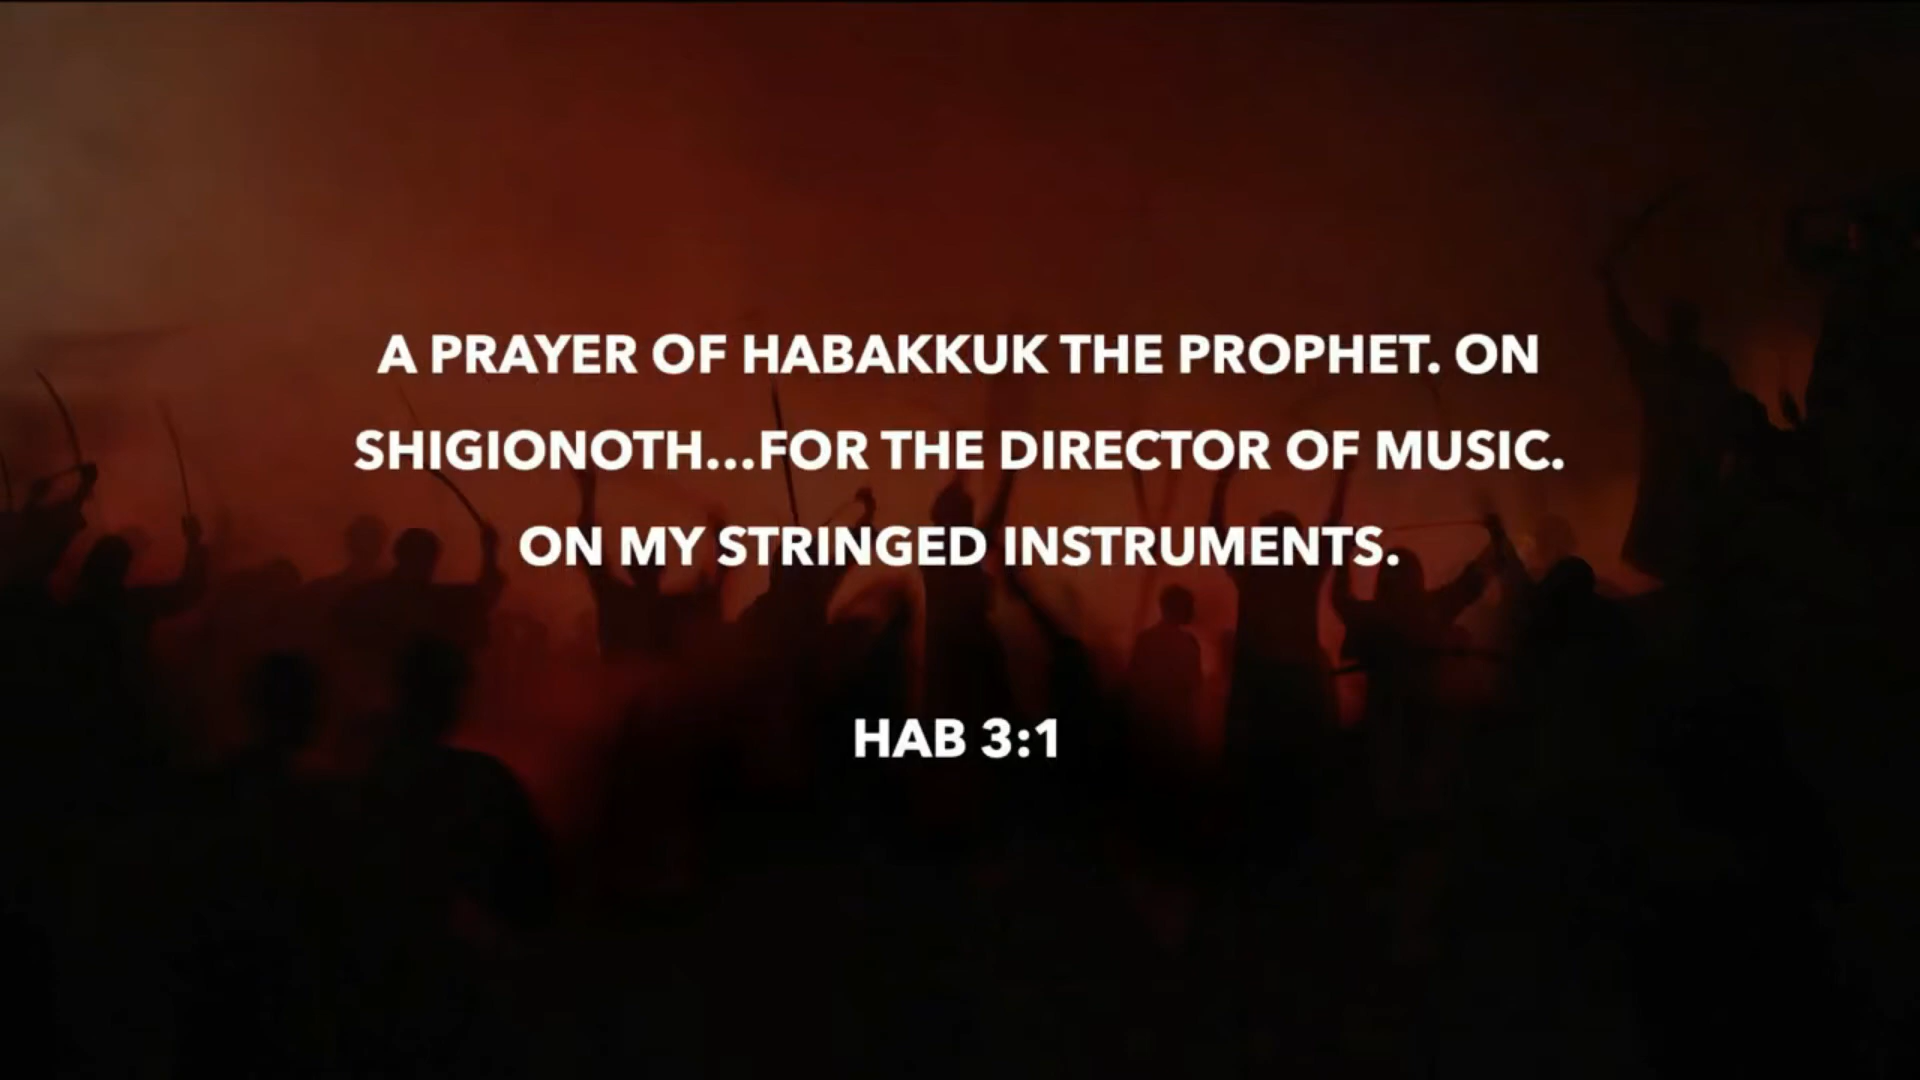 A PRAYER OF HABAKKUK THE PROPHET. ON
SHIGIONOTH...FOR THE DIRECTOR OF MUSIC.
ON MY STRINGED INSTRUMENTS.
HAB 3:1